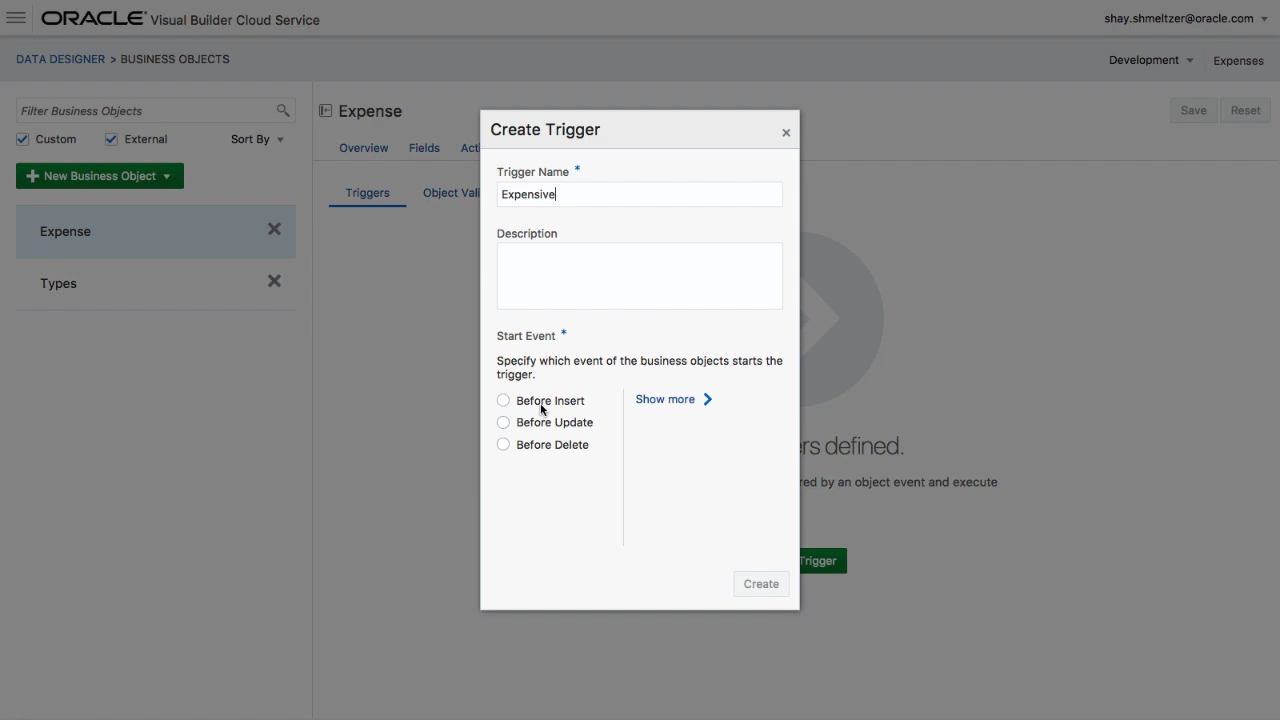 ORACLE Visual Builder Cloud Service
shay.shmeltzer@oracle.com
DATA DESIGNER > BUSINESS OBJECTS
Development
Expenses
Filter Business Objects
Custom
External
Sort By
New Business Object
Expense
Types
Expense
Save
Reset
Overview
Fields
Acti
Triggers
Object Vali
Create Trigger
×
Trigger Name *
Expensive
Description
Start Event *
Specify which event of the business objects starts the
trigger.
Before Insert
Before Update
Before Delete
Show more
Create
rs defined.
red by an object event and execute
Trigger